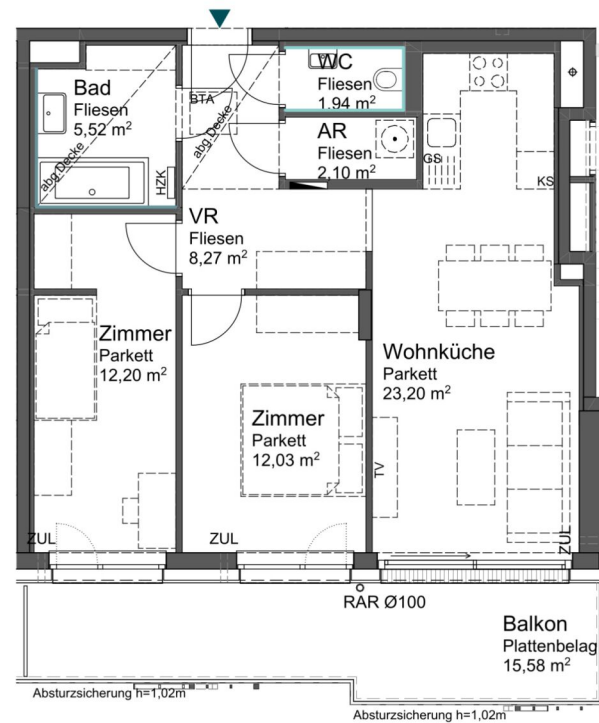 WC
Fliesen
1,94 m²
Bad
Fliesen
5,52 m²
BTA
abg.Decke
abg.Decke
AR
Fliesen
2,10 m²
GS
KS
HZK
VR
Fliesen
8,27 m²
Zimmer
Parkett
12,20 m²
Wohnküche
Parkett
23,20 m²
Zimmer
Parkett
12,03 m²
TV
ZUL
ZUL
ZUL
RAR Ø100
Balkon
Plattenbelag
15,58 m²
Absturzsicherung h=1,02m
Absturzsicherung h=1,02m